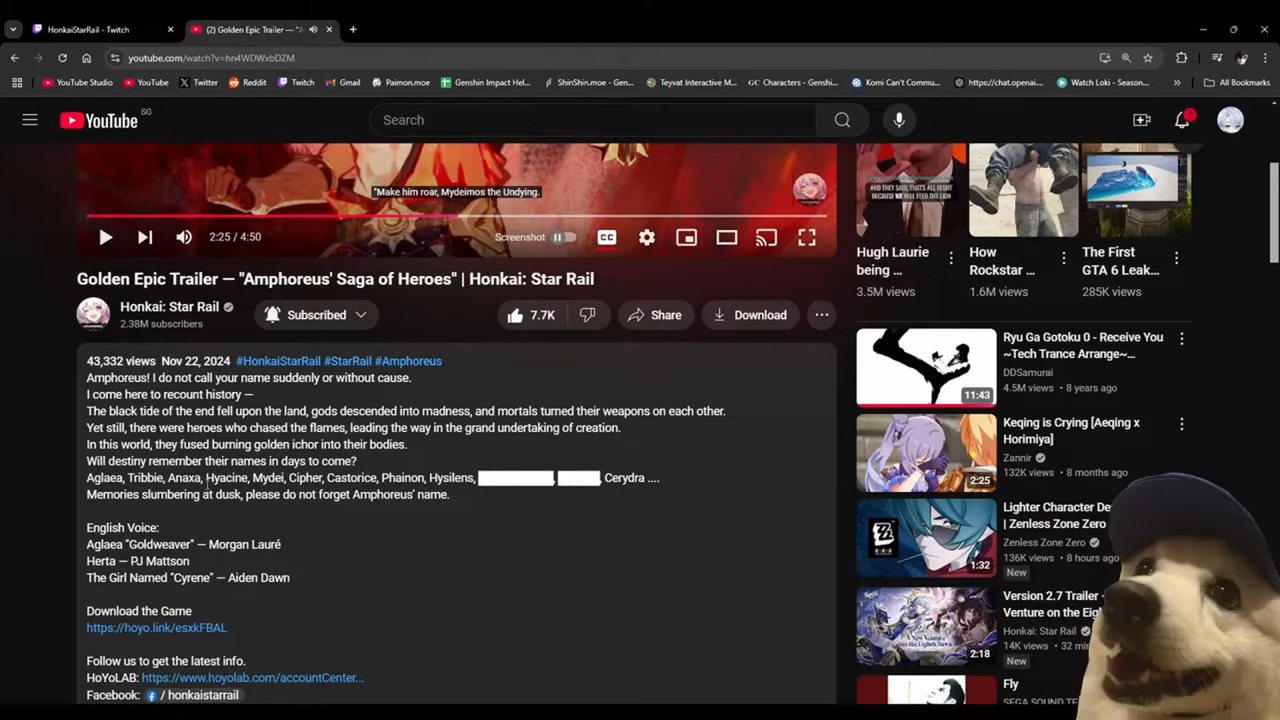 HonkaiStarRail - Twitch
(2) Golden Epic Trailer — "A
youtube.com/watch?v=hn4WDWxbDZM
YouTube Studio
YouTube
Twitter
Reddit
Twitch
Gmail
Paimon.moe
Genshin Impact Hel...
ShinShin.moe - Gen...
Teyvat Interactive M...
GC Characters - Genshi...
Komi Can't Commu...
https://chat.openai....
Watch Loki - Season...
All Bookmarks
YouTube SG
Search
"Make him roar, Mydeimos the Undying.
2:25 / 4:50
Screenshot
CC
Golden Epic Trailer — "Amphoreus' Saga of Heroes" | Honkai: Star Rail
Honkai: Star Rail
2.38M subscribers
Subscribed
7.7K
Share
Download
43,332 views Nov 22, 2024 #HonkaiStarRail #StarRail #Amphoreus
Amphoreus! I do not call your name suddenly or without cause.
I come here to recount history —
The black tide of the end fell upon the land, gods descended into madness, and mortals turned their weapons on each other.
Yet still, there were heroes who chased the flames, leading the way in the grand undertaking of creation.
In this world, they fused burning golden ichor into their bodies.
Will destiny remember their names in days to come?
Aglaea, Tribbie, Anaxa, Hyacine, Mydei, Cipher, Castorice, Phainon, Hysilens, , , Cerydra ....
Memories slumbering at dusk, please do not forget Amphoreus' name.
English Voice:
Aglaea "Goldweaver" — Morgan Lauré
Herta — PJ Mattson
The Girl Named "Cyrene" — Aiden Dawn
Download the Game
https://hoyo.link/esxkFBAL
Follow us to get the latest info.
HoYoLAB: https://www.hoyolab.com/accountCenter...
Facebook: / honkaistarrail
AND THEY SAID, THAT'S ALL RIGHT
BECAUSE WE WILL FEED THE LION
Hugh Laurie
being ...
3.5M views
How
Rockstar ...
1.6M views
The First
GTA 6 Leak...
285K views
11:43
Ryu Ga Gotoku 0 - Receive You
~Tech Trance Arrange~...
DDSamurai
4.5M views • 8 years ago
2:25
Keqing is Crying [Aeqing x
Horimiya]
Zannir
132K views • 8 months ago
1:32
Lighter Character De
| Zenless Zone Zero
Zenless Zone Zero
136K views • 8 hours ago
New
2:18
Version 2.7 Trailer -
Venture on the Eigh
Honkai: Star Rail
14K views • 32 min
New
Fly